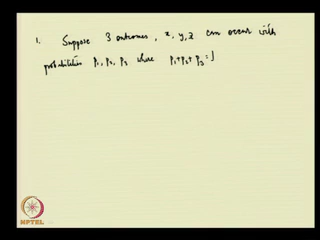 1. Suppose 3 outcomes, x, y, z can occur with
probabilities p₁, p₂, p₃ where p₁+p₂+p₃=1
NPTEL